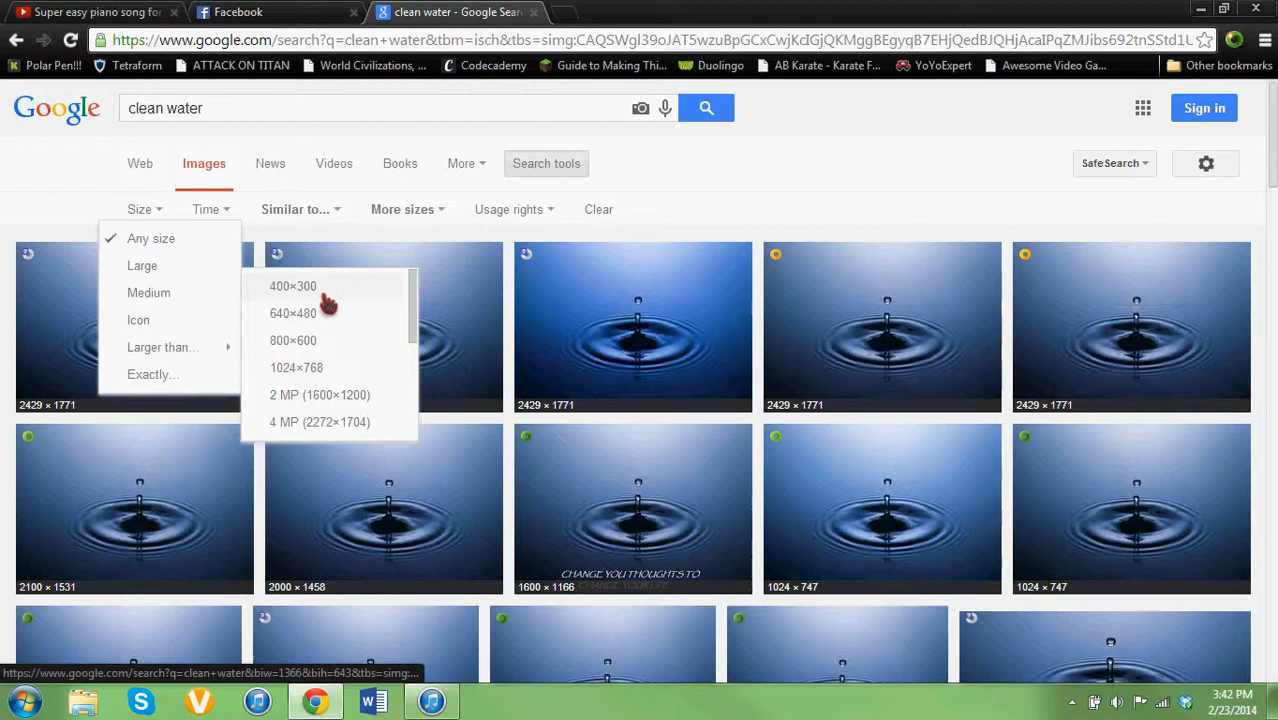 Super easy piano song for
Facebook
clean water - Google Sear
https://www.google.com/search?q=clean+water&tbm=isch&tbs=simg:CAQSWgl39oJAT5wzuBpGCxCwjKcIGjQKMggBEgyqB7EHjQedBJQHjAcaIPqZMJibs692tnSStd1L
Polar Pen!
Tetraform
ATTACK ON TITAN
World Civilizations, ...
Codecademy
Guide to Making Thi...
Duolingo
AB Karate - Karate F...
YoYoExpert
Awesome Video Ga...
Other bookmarks
Google
clean water
Sign in
Web
Images
News
Videos
Books
More
Search tools
SafeSearch
Size
Time
Similar to...
More sizes
Usage rights
Clear
Any size
Large
Medium
Icon
Larger than...
Exactly...
400×300
640×480
800×600
1024×768
2 MP (1600×1200)
4 MP (2272×1704)
2429 × 1771
2429 × 1771
2429 × 1771
2429 × 1771
2100 × 1531
2000 × 1458
CHANGE YOU THOUGHTS TO
CHANGE YOUR LIFE.
1600 × 1166
1024 × 747
1024 × 747
https://www.google.com/search?q=clean+water&biw=1366&bih=643&tbs=simg:...
3:42 PM
2/23/2014